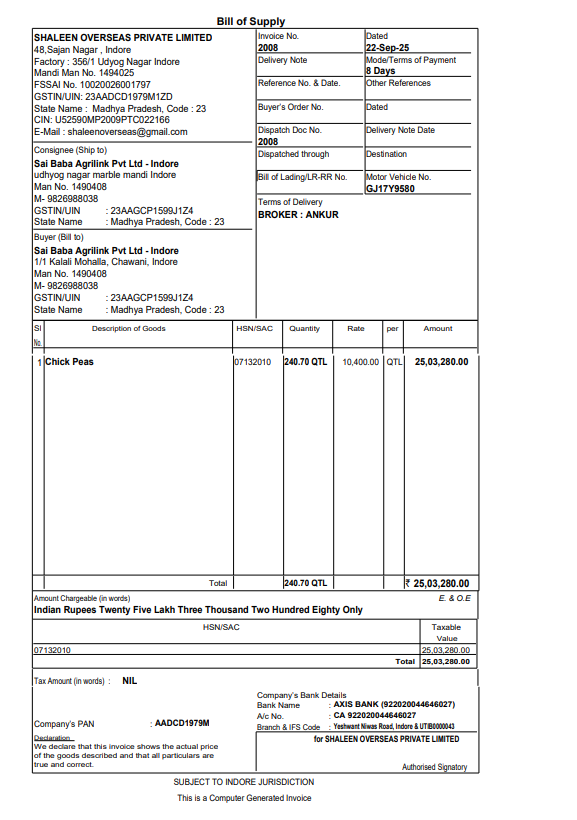 Bill of Supply
SHALEEN OVERSEAS PRIVATE LIMITED
48,Sajan Nagar , Indore
Factory : 356/1 Udyog Nagar Indore
Mandi Man No. 1494025
FSSAI No. 10020026001797
GSTIN/UIN: 23AADCD1979M1ZD
State Name : Madhya Pradesh, Code : 23
CIN: U52590MP2009PTC022166
E-Mail : shaleenoverseas@gmail.com
Invoice No.
2008
Dated
22-Sep-25
Delivery Note
Mode/Terms of Payment
8 Days
Reference No. & Date.
Other References
Buyer's Order No.
Dated
Dispatch Doc No.
2008
Delivery Note Date
Dispatched through
Destination
Bill of Lading/LR-RR No.
Motor Vehicle No.
GJ17Y9580
Terms of Delivery
BROKER : ANKUR
Consignee (Ship to)
Sai Baba Agrilink Pvt Ltd - Indore
udhyog nagar marble mandi Indore
Man No. 1490408
M- 9826988038
GSTIN/UIN : 23AAGCP1599J1Z4
State Name : Madhya Pradesh, Code : 23
Buyer (Bill to)
Sai Baba Agrilink Pvt Ltd - Indore
1/1 Kalali Mohalla, Chawani, Indore
Man No. 1490408
M- 9826988038
GSTIN/UIN : 23AAGCP1599J1Z4
State Name : Madhya Pradesh, Code : 23
Sl No. Description of Goods HSN/SAC Quantity Rate per Amount
1 Chick Peas 07132010 240.70 QTL 10,400.00 QTL 25,03,280.00
Total 240.70 QTL ₹ 25,03,280.00
Amount Chargeable (in words) E. & O.E
Indian Rupees Twenty Five Lakh Three Thousand Two Hundred Eighty Only
HSN/SAC Taxable Value
07132010 25,03,280.00
Total 25,03,280.00
Tax Amount (in words) : NIL
Company's Bank Details
Bank Name : AXIS BANK (922020044646027)
A/c No. : CA 922020044646027
Branch & IFS Code : Yeshwant Niwas Road, Indore & UTIB0000043
Company's PAN : AADCD1979M
Declaration
We declare that this invoice shows the actual price
of the goods described and that all particulars are
true and correct.
for SHALEEN OVERSEAS PRIVATE LIMITED
Authorised Signatory
SUBJECT TO INDORE JURISDICTION
This is a Computer Generated Invoice